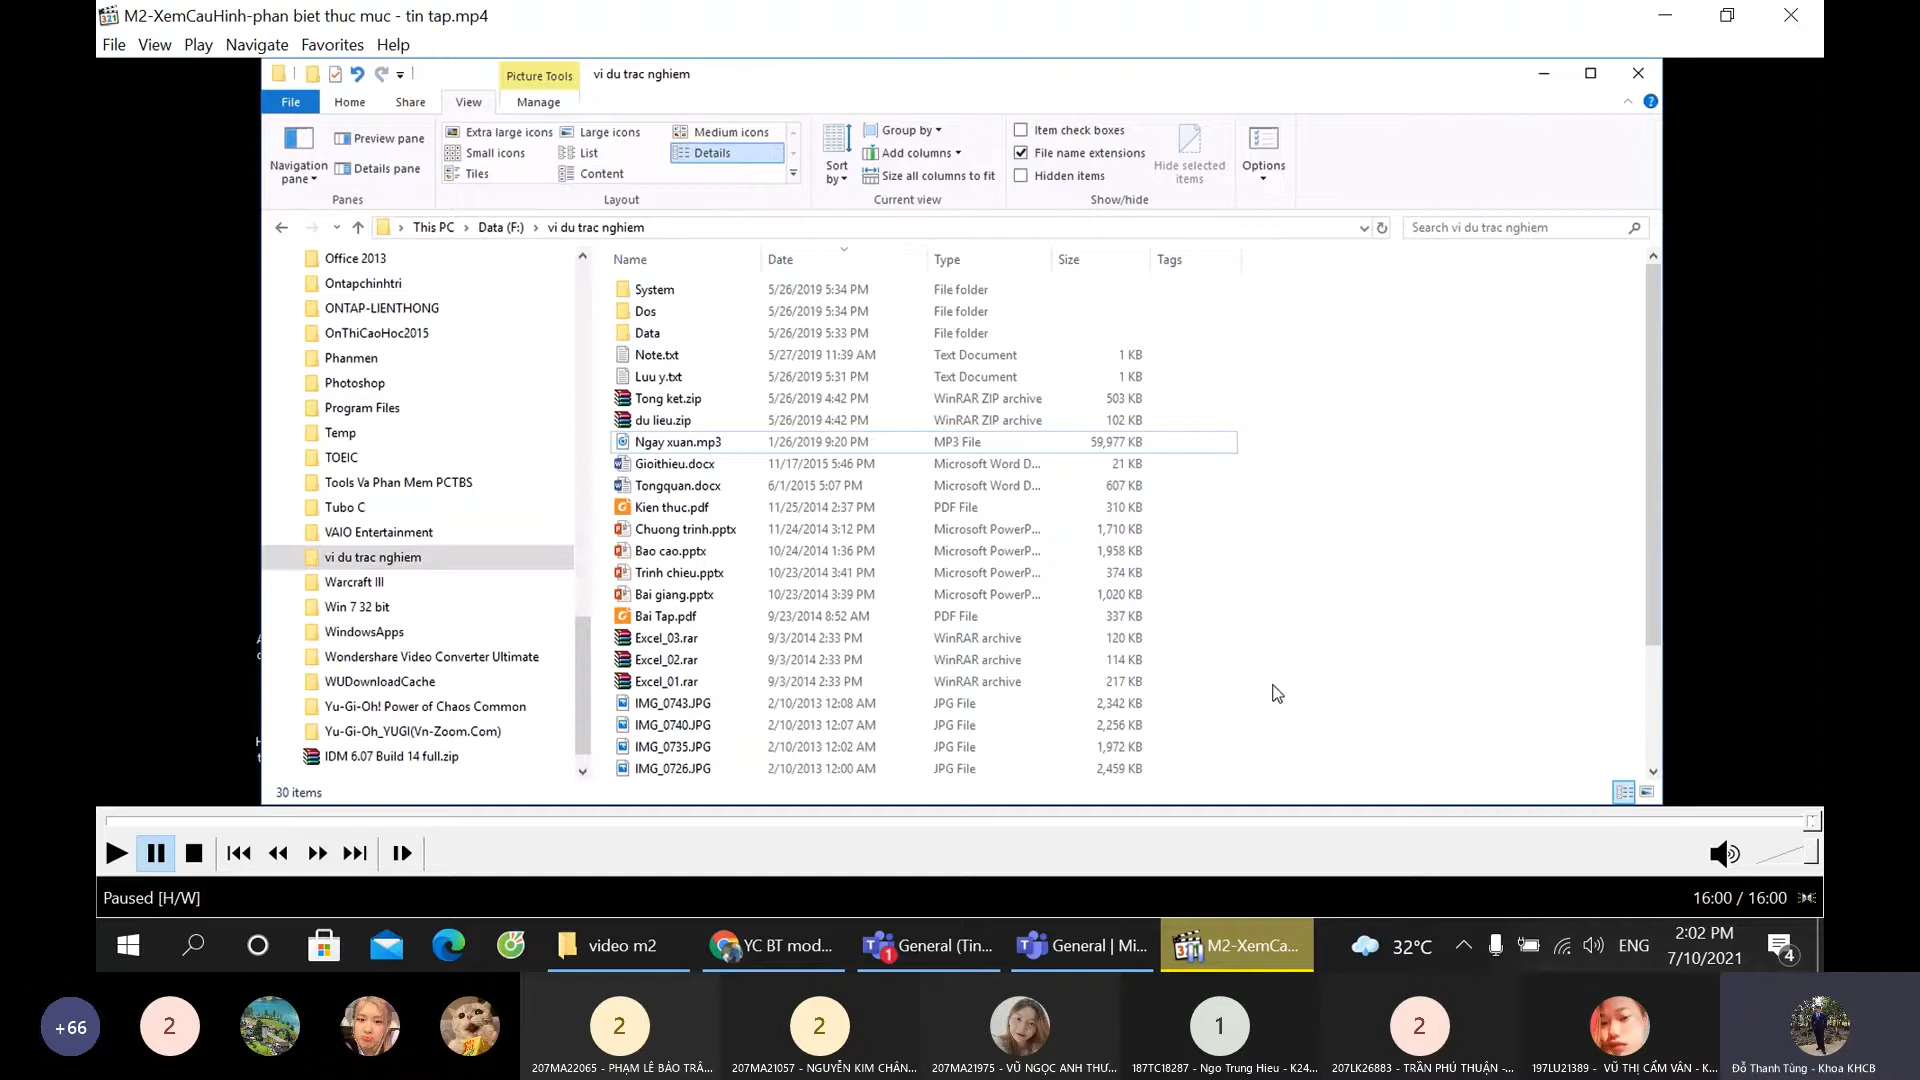 M2-XemCauHinh-phan biet thuc muc - tin tap.mp4
File View Play Navigate Favorites Help
Picture Tools vi du trac nghiem
File Home Share View Manage
Navigation pane
Preview pane
Details pane
Panes
Extra large icons Large icons Medium icons
Small icons List Details
Tiles Content
Layout
Sort by
Group by
Add columns
Size all columns to fit
Current view
Item check boxes
File name extensions
Hidden items
Hide selected items
Show/hide
Options
This PC Data (F:) vi du trac nghiem
Search vi du trac nghiem
Office 2013
Ontapchinhtri
ONTAP-LIENTHONG
OnThiCaoHoc2015
Phanmen
Photoshop
Program Files
Temp
TOEIC
Tools Va Phan Mem PCTBS
Tubo C
VAIO Entertainment
vi du trac nghiem
Warcraft III
Win 7 32 bit
WindowsApps
Wondershare Video Converter Ultimate
WUDownloadCache
Yu-Gi-Oh! Power of Chaos Common
Yu-Gi-Oh_YUGI(Vn-Zoom.Com)
IDM 6.07 Build 14 full.zip
Name Date Type Size Tags
System 5/26/2019 5:34 PM File folder
Dos 5/26/2019 5:34 PM File folder
Data 5/26/2019 5:33 PM File folder
Note.txt 5/27/2019 11:39 AM Text Document 1 KB
Luu y.txt 5/26/2019 5:31 PM Text Document 1 KB
Tong ket.zip 5/26/2019 4:42 PM WinRAR ZIP archive 503 KB
du lieu.zip 5/26/2019 4:42 PM WinRAR ZIP archive 102 KB
Ngay xuan.mp3 1/26/2019 9:20 PM MP3 File 59,977 KB
Gioithieu.docx 11/17/2015 5:46 PM Microsoft Word D... 21 KB
Tongquan.docx 6/1/2015 5:07 PM Microsoft Word D... 607 KB
Kien thuc.pdf 11/25/2014 2:37 PM PDF File 310 KB
Chuong trinh.pptx 11/24/2014 3:12 PM Microsoft PowerP... 1,710 KB
Bao cao.pptx 10/24/2014 1:36 PM Microsoft PowerP... 1,958 KB
Trinh chieu.pptx 10/23/2014 3:41 PM Microsoft PowerP... 374 KB
Bai giang.pptx 10/23/2014 3:39 PM Microsoft PowerP... 1,020 KB
Bai Tap.pdf 9/23/2014 8:52 AM PDF File 337 KB
Excel_03.rar 9/3/2014 2:33 PM WinRAR archive 120 KB
Excel_02.rar 9/3/2014 2:33 PM WinRAR archive 114 KB
Excel_01.rar 9/3/2014 2:33 PM WinRAR archive 217 KB
IMG_0743.JPG 2/10/2013 12:08 AM JPG File 2,342 KB
IMG_0740.JPG 2/10/2013 12:07 AM JPG File 2,256 KB
IMG_0735.JPG 2/10/2013 12:02 AM JPG File 1,972 KB
IMG_0726.JPG 2/10/2013 12:00 AM JPG File 2,459 KB
30 items
Paused [H/W] 16:00 / 16:00
video m2 YC BT mod... 1 General (Tin... General | Mi... 321 M2-XemCa... 32°C ENG 2:02 PM 4
7/10/2021
+66 2 2 2 1 2
207MA22065 - PHẠM LÊ BẢO TRÂ... 207MA21057 - NGUYỄN KIM CHÂN... 207MA21975 - VŨ NGỌC ANH THƯ... 187TC18287 - Ngo Trung Hieu - K24... 207LK26883 - TRẦN PHÚ THUẬN -... 197LU21389 - VŨ THỊ CẨM VÂN - K... Đỗ Thanh Tùng - Khoa KHCB